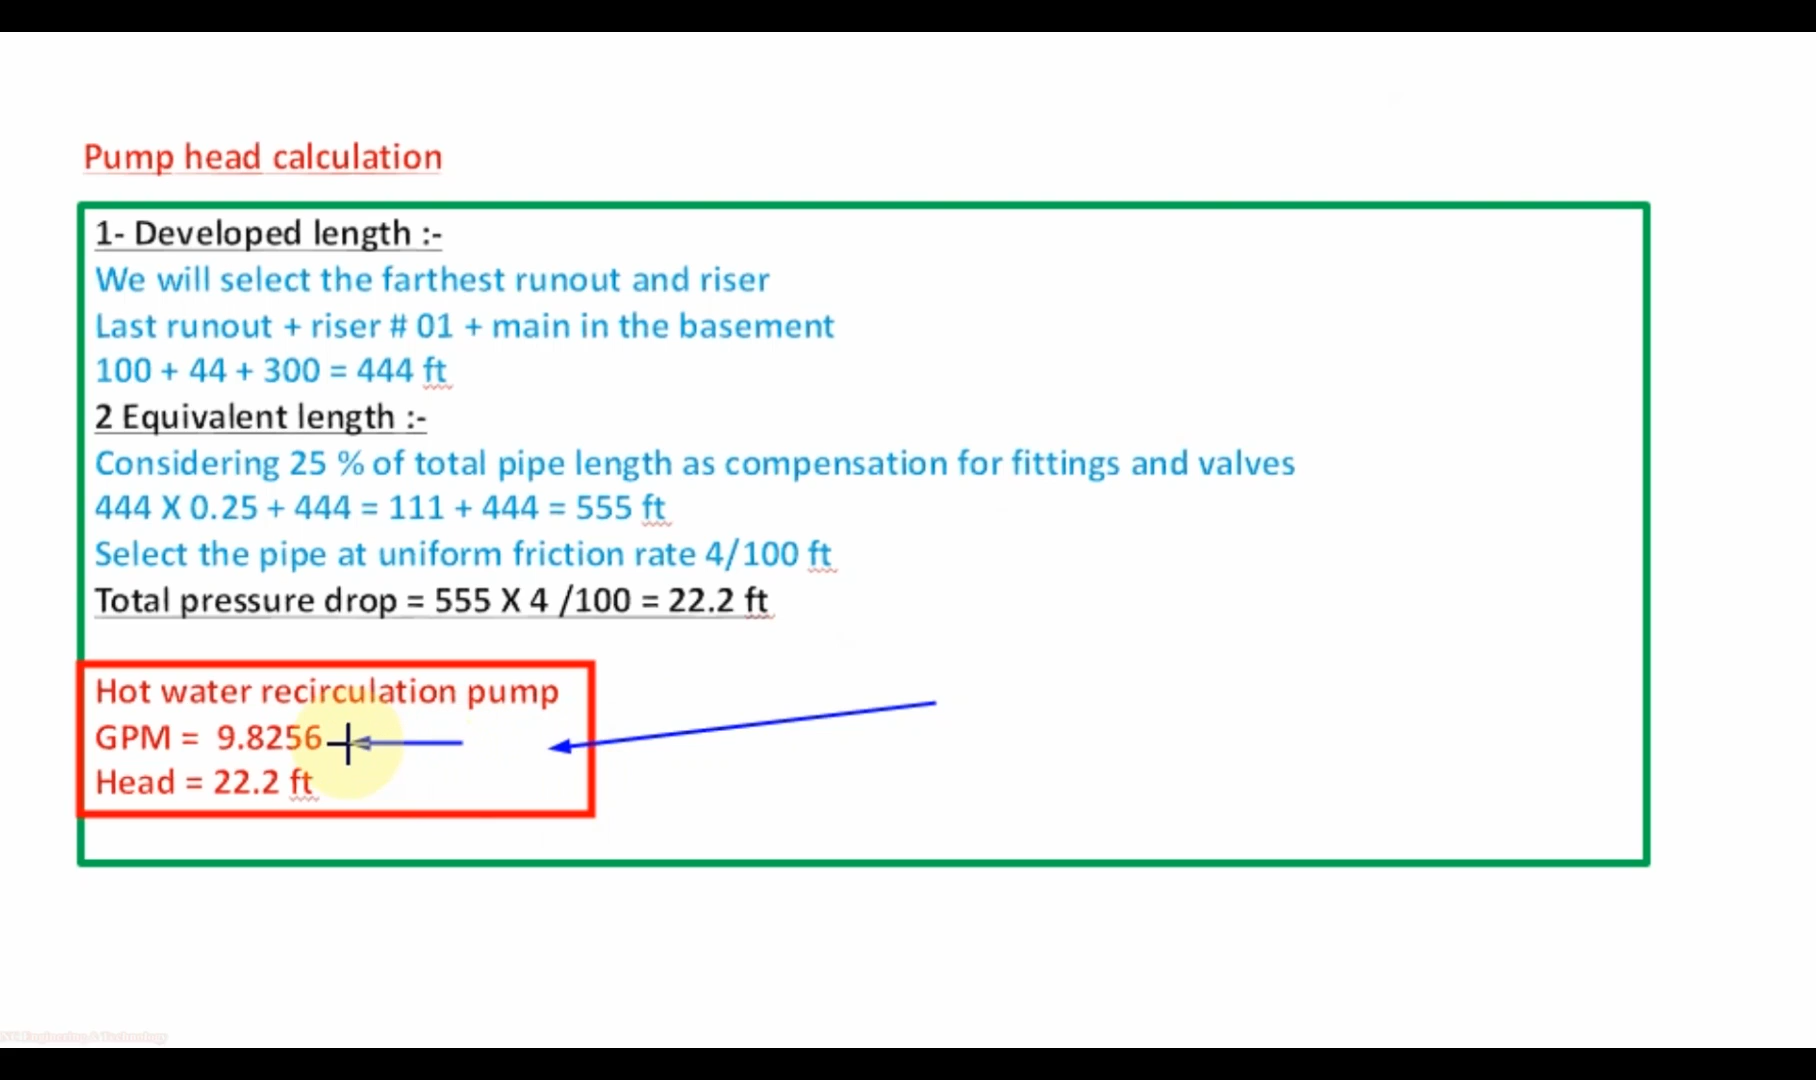 Pump head calculation
1- Developed length :-
We will select the farthest runout and riser
Last runout + riser # 01 + main in the basement
100 + 44 + 300 = 444 ft
2 Equivalent length :-
Considering 25 % of total pipe length as compensation for fittings and valves
444 X 0.25 + 444 = 111 + 444 = 555 ft
Select the pipe at uniform friction rate 4/100 ft
Total pressure drop = 555 X 4 /100 = 22.2 ft
Hot water recirculation pump
GPM = 9.8256
Head = 22.2 ft
Engineering & Technology